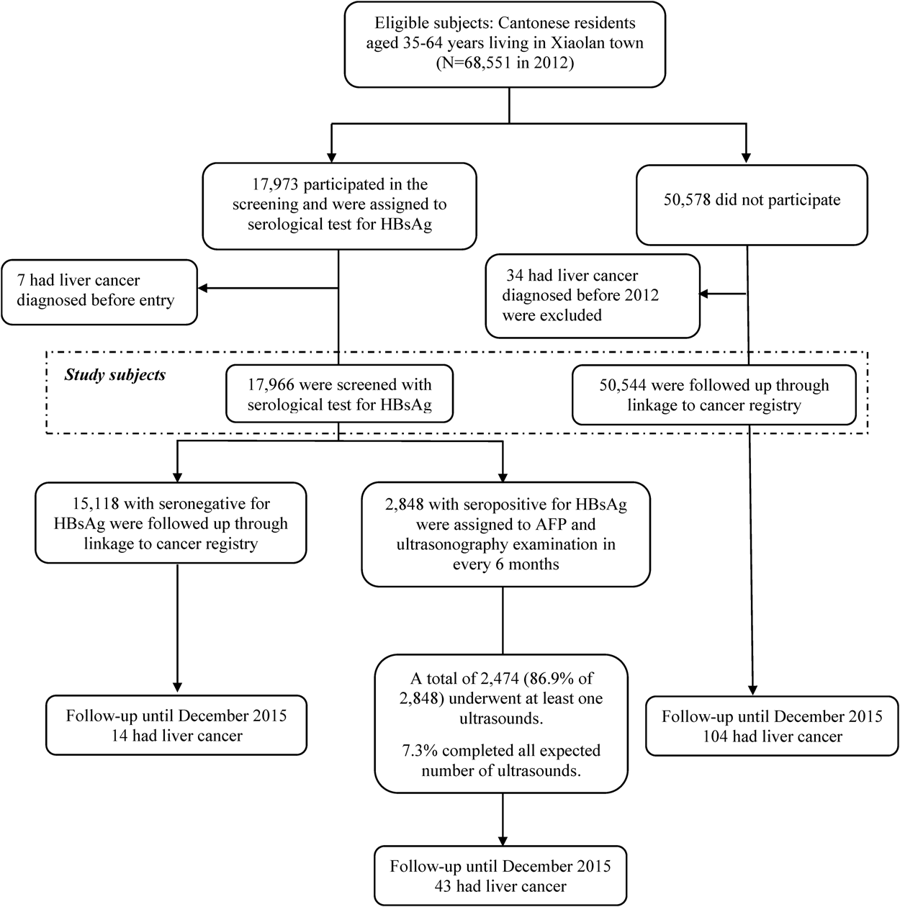 Eligible subjects: Cantonese residents
aged 35-64 years living in Xiaolan town
(N=68,551 in 2012)
17,973 participated in the
screening and were assigned to
serological test for HBsAg
50,578 did not participate
7 had liver cancer
diagnosed before entry
34 had liver cancer
diagnosed before 2012
were excluded
Study subjects
17,966 were screened with
serological test for HBsAg
50,544 were followed up through
linkage to cancer registry
15,118 with seronegative for
HBsAg were followed up through
linkage to cancer registry
2,848 with seropositive for HBsAg
were assigned to AFP and
ultrasonography examination in
every 6 months
A total of 2,474 (86.9% of
2,848) underwent at least one
ultrasounds.
7.3% completed all expected
number of ultrasounds.
Follow-up until December 2015
14 had liver cancer
Follow-up until December 2015
104 had liver cancer
Follow-up until December 2015
43 had liver cancer